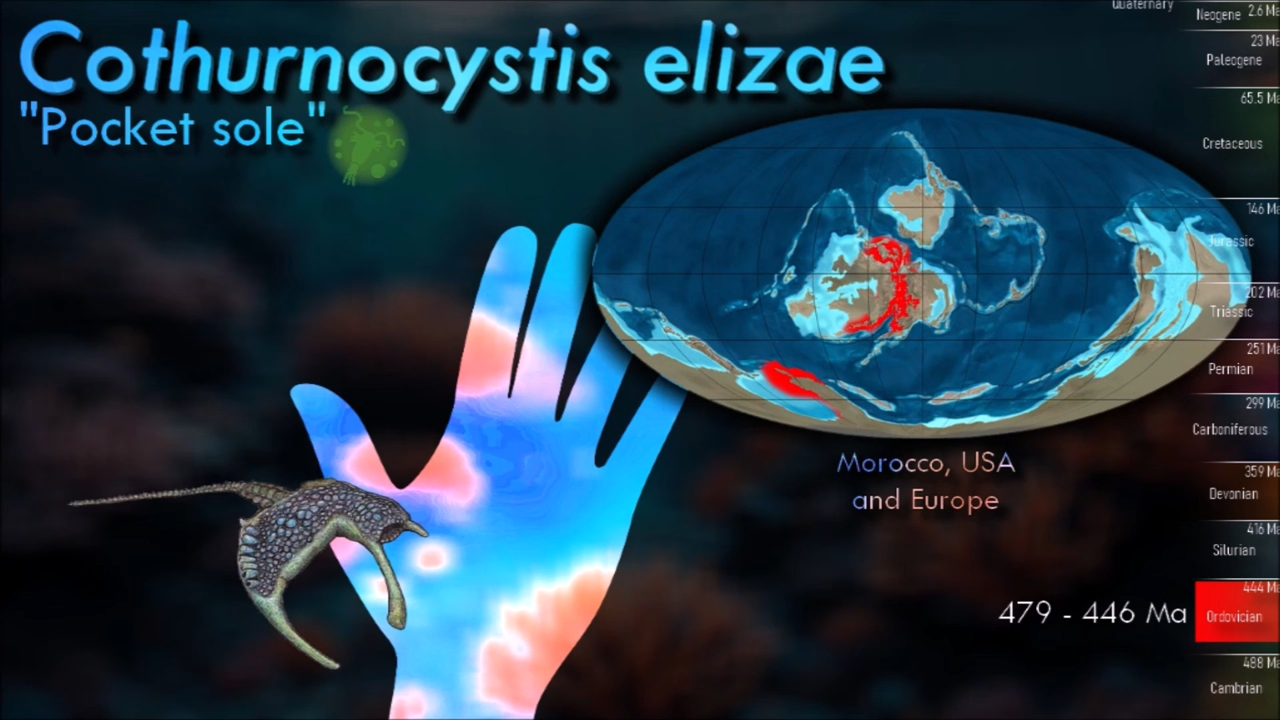 Cothurnocystis elizae
"Pocket sole"
Morocco, USA
and Europe
479 - 446 Ma
Quaternary
2.6 Ma
Neogene
23 Ma
Paleogene
65.5 Ma
Cretaceous
146 Ma
Jurassic
202 Ma
Triassic
251 Ma
Permian
299 Ma
Carboniferous
359 Ma
Devonian
416 Ma
Silurian
444 Ma
Ordovician
488 Ma
Cambrian